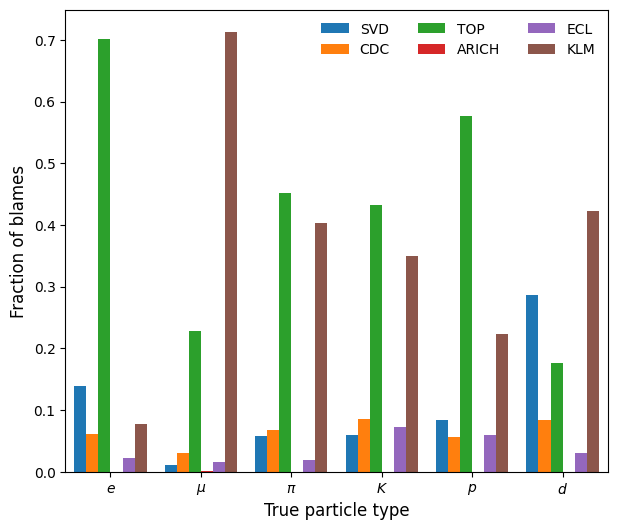 SVD TOP ECL
CDC ARICH KLM
Fraction of blames
0.7
0.6
0.5
0.4
0.3
0.2
0.1
0.0
e μ π K p d
True particle type